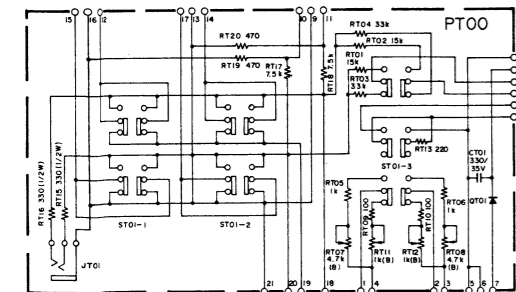 15 16 12 17 13 14 10 9 11
PT00
RT04 33k
RT02 15k
RT20 470
RT19 470
RT17
7.5k
RT18 7.5k
RT01
15k
RT03
33k
RT13 220
ST01-3
CT01
330/
35V
QT01
RT16 330(1/2W)
RT15 330(1/2W)
ST01-1
ST01-2
RT05
1k
RT09 100
RT10 100
RT06
1k
RT07
4.7k
(B)
RT11
1k(B)
RT12
1k(B)
RT08
4.7k
(B)
JT01
21 20 19 18 1 4 2 3 5 6 7